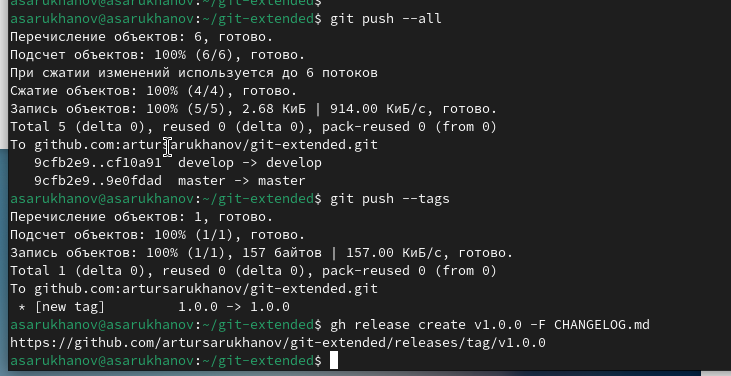 asarukhanov@asarukhanov:~/git-extended$
asarukhanov@asarukhanov:~/git-extended$ git push --all
Перечисление объектов: 6, готово.
Подсчет объектов: 100% (6/6), готово.
При сжатии изменений используется до 6 потоков
Сжатие объектов: 100% (4/4), готово.
Запись объектов: 100% (5/5), 2.68 КиБ | 914.00 КиБ/с, готово.
Total 5 (delta 0), reused 0 (delta 0), pack-reused 0 (from 0)
To github.com:artursarukhanov/git-extended.git
   9cfb2e9..cf10a91  develop -> develop
   9cfb2e9..9e0fdad  master -> master
asarukhanov@asarukhanov:~/git-extended$ git push --tags
Перечисление объектов: 1, готово.
Подсчет объектов: 100% (1/1), готово.
Запись объектов: 100% (1/1), 157 байтов | 157.00 КиБ/с, готово.
Total 1 (delta 0), reused 0 (delta 0), pack-reused 0 (from 0)
To github.com:artursarukhanov/git-extended.git
 * [new tag]         1.0.0 -> 1.0.0
asarukhanov@asarukhanov:~/git-extended$ gh release create v1.0.0 -F CHANGELOG.md
https://github.com/artursarukhanov/git-extended/releases/tag/v1.0.0
asarukhanov@asarukhanov:~/git-extended$